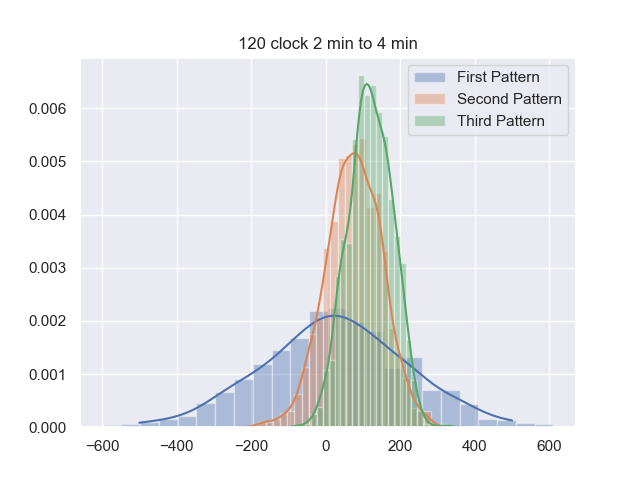 120 clock 2 min to 4 min
First Pattern
Second Pattern
Third Pattern
0.006
0.005
0.004
0.003
0.002
0.001
0.000
−600 −400 −200 0 200 400 600